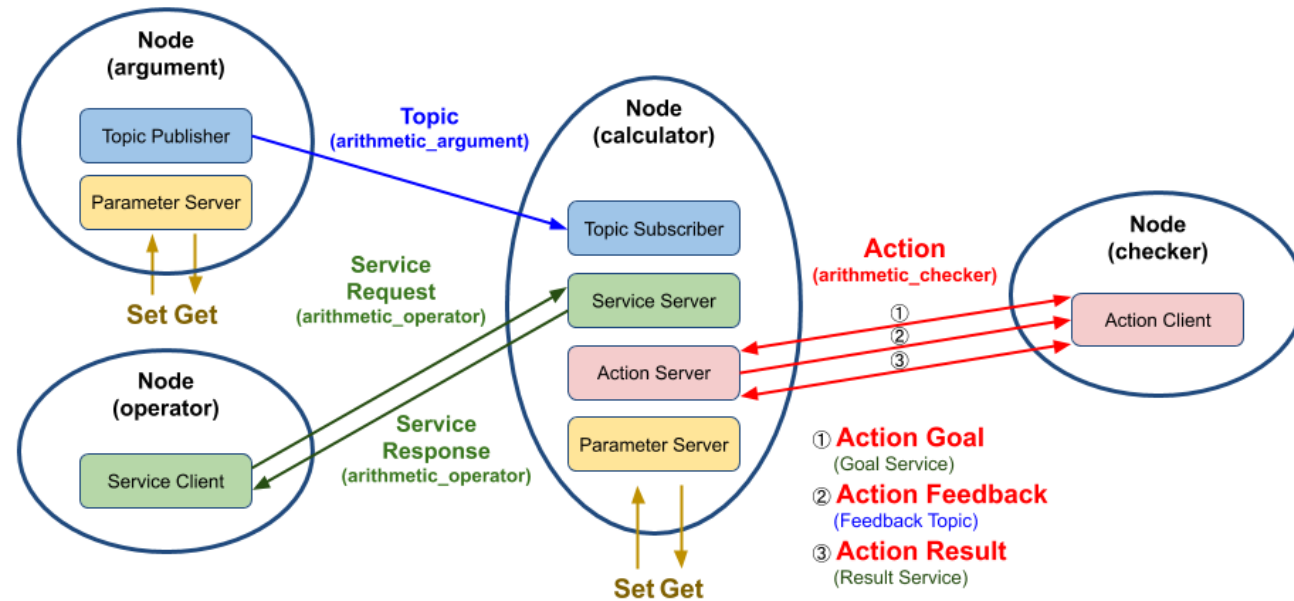 Node
(argument)
Topic Publisher
Parameter Server
Set Get
Topic
(arithmetic_argument)
Service
Request
(arithmetic_operator)
Node
(operator)
Service Client
Service
Response
(arithmetic_operator)
Node
(calculator)
Topic Subscriber
Service Server
Action Server
Parameter Server
Set Get
Action
(arithmetic_checker)
①
②
③
Node
(checker)
Action Client
① Action Goal
(Goal Service)
② Action Feedback
(Feedback Topic)
③ Action Result
(Result Service)